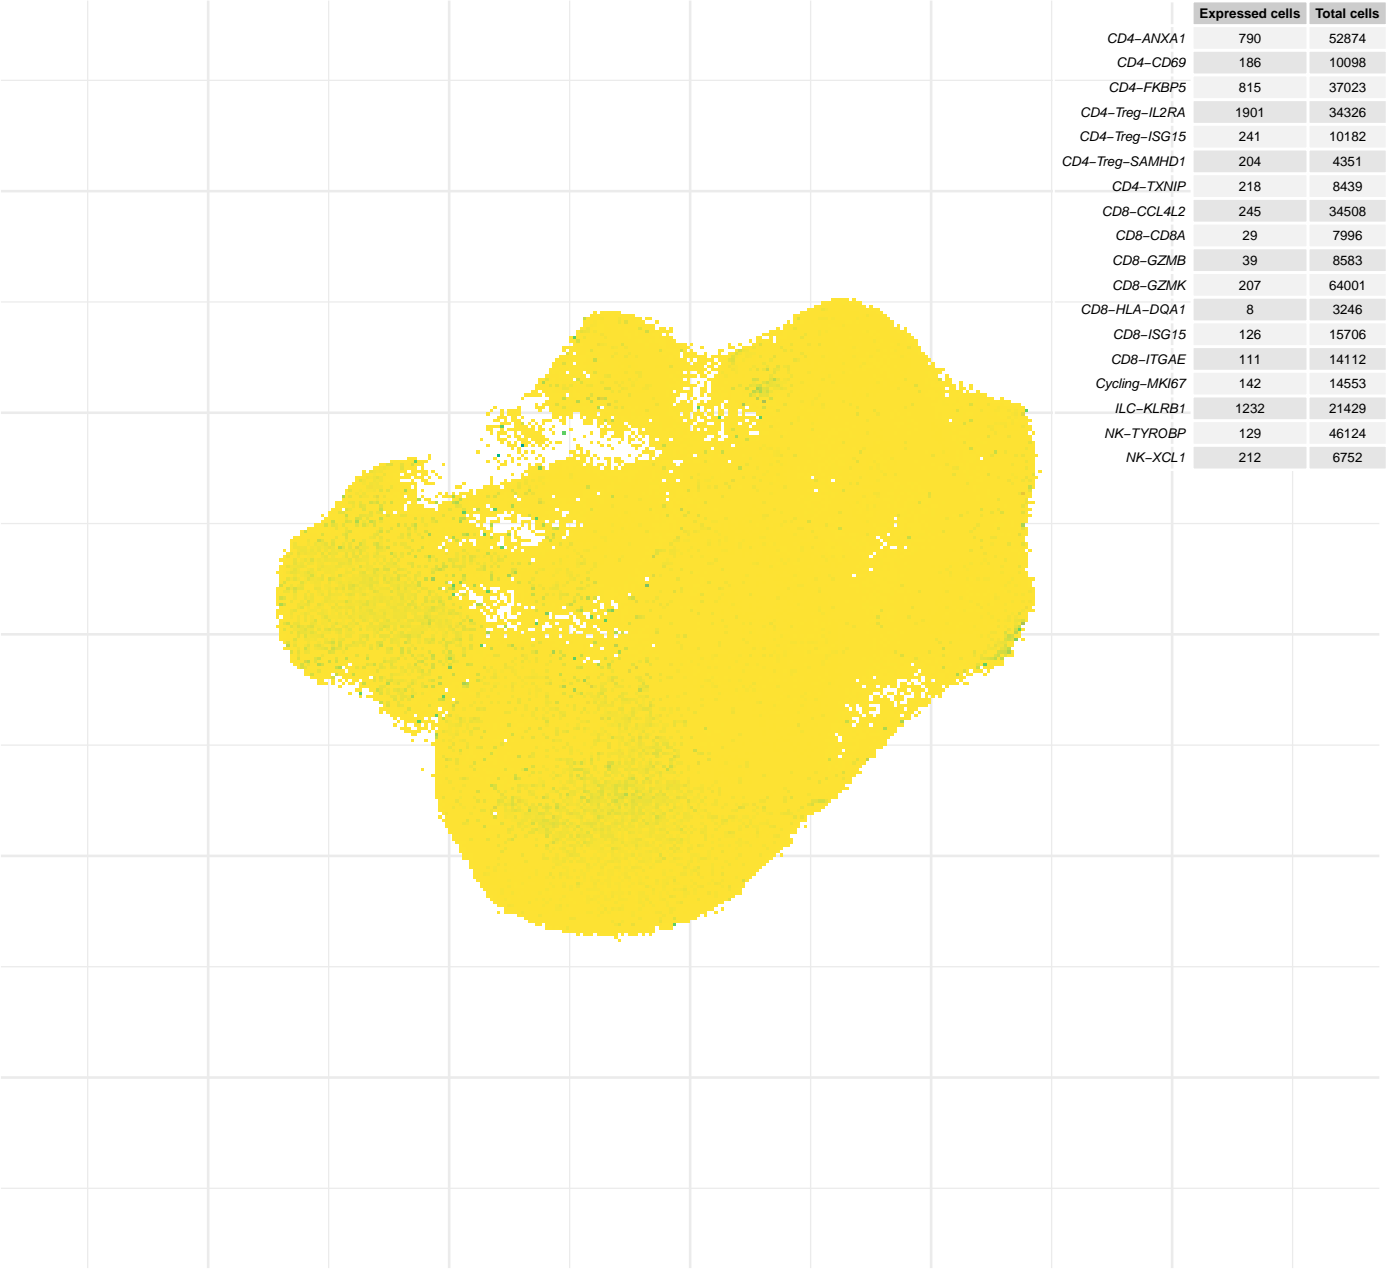 Expressed cells Total cells
CD4−ANXA1 790 52874
CD4−CD69 186 10098
CD4−FKBP5 815 37023
CD4−Treg−IL2RA 1901 34326
CD4−Treg−ISG15 241 10182
CD4−Treg−SAMHD1 204 4351
CD4−TXNIP 218 8439
CD8−CCL4L2 245 34508
CD8−CD8A 29 7996
CD8−GZMB 39 8583
CD8−GZMK 207 64001
CD8−HLA−DQA1 8 3246
CD8−ISG15 126 15706
CD8−ITGAE 111 14112
Cycling−MKI67 142 14553
ILC−KLRB1 1232 21429
NK−TYROBP 129 46124
NK−XCL1 212 6752